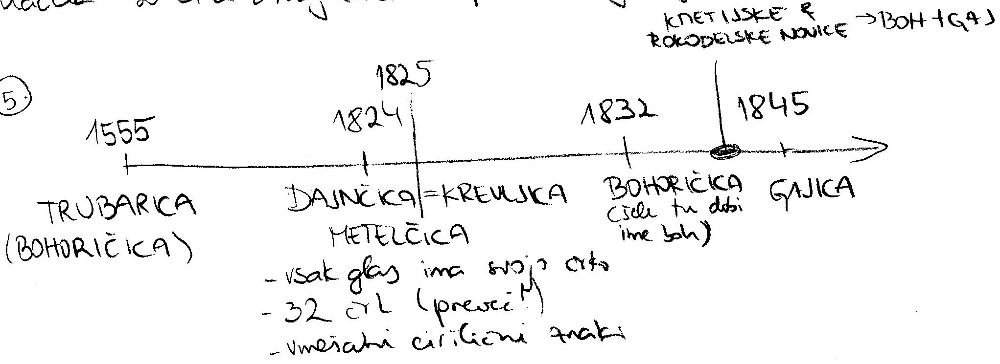 KMETIJSKE & → BOH + GAJ
ROKODELSKE NOVICE
5.
1825
1555 1824 1832 1845
TRUBARICA DAJNČICA = KREVLJICA BOHORIČICA GAJICA
(BOHORIČICA) METELČICA (šele tu dobi
ime boh)
- vsak glas ima svojo črko
- 32 črk (preveč!)
- vmešani cirilični znaki